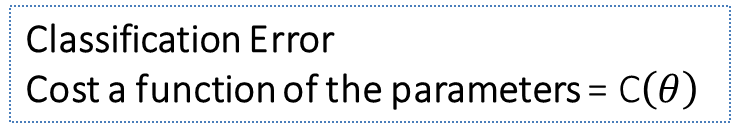 Classification Error
Cost a function of the parameters = C(θ)